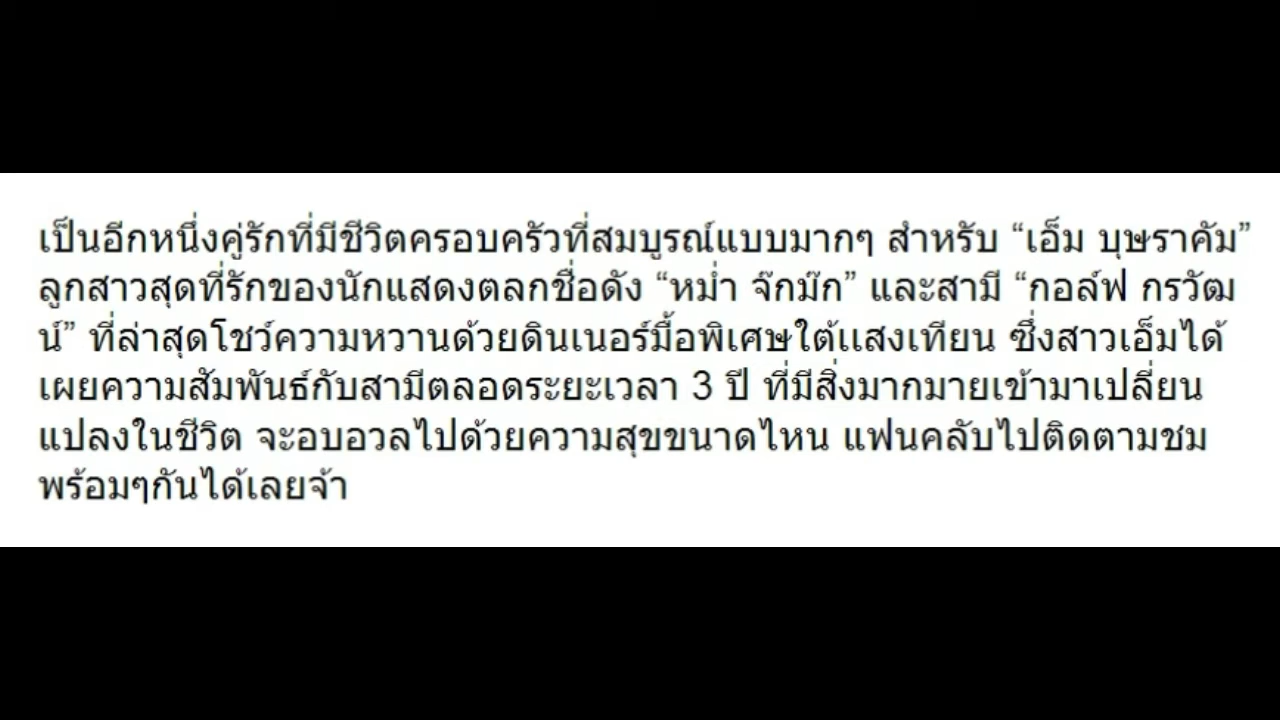 เป็นอีกหนึ่งคู่รักที่มีชีวิตครอบครัวที่สมบูรณ์แบบมากๆ สำหรับ “เอ็ม บุษราคัม”
ลูกสาวสุดที่รักของนักแสดงตลกชื่อดัง “หม่ำ จ๊กม๊ก” และสามี “กอล์ฟ กรวัฒ
น์” ที่ล่าสุดโชว์ความหวานด้วยดินเนอร์มื้อพิเศษใต้แสงเทียน ซึ่งสาวเอ็มได้
เผยความสัมพันธ์กับสามีตลอดระยะเวลา 3 ปี ที่มีสิ่งมากมายเข้ามาเปลี่ยน
แปลงในชีวิต จะอบอวลไปด้วยความสุขขนาดไหน แฟนคลับไปติดตามชม
พร้อมๆกันได้เลยจ้า